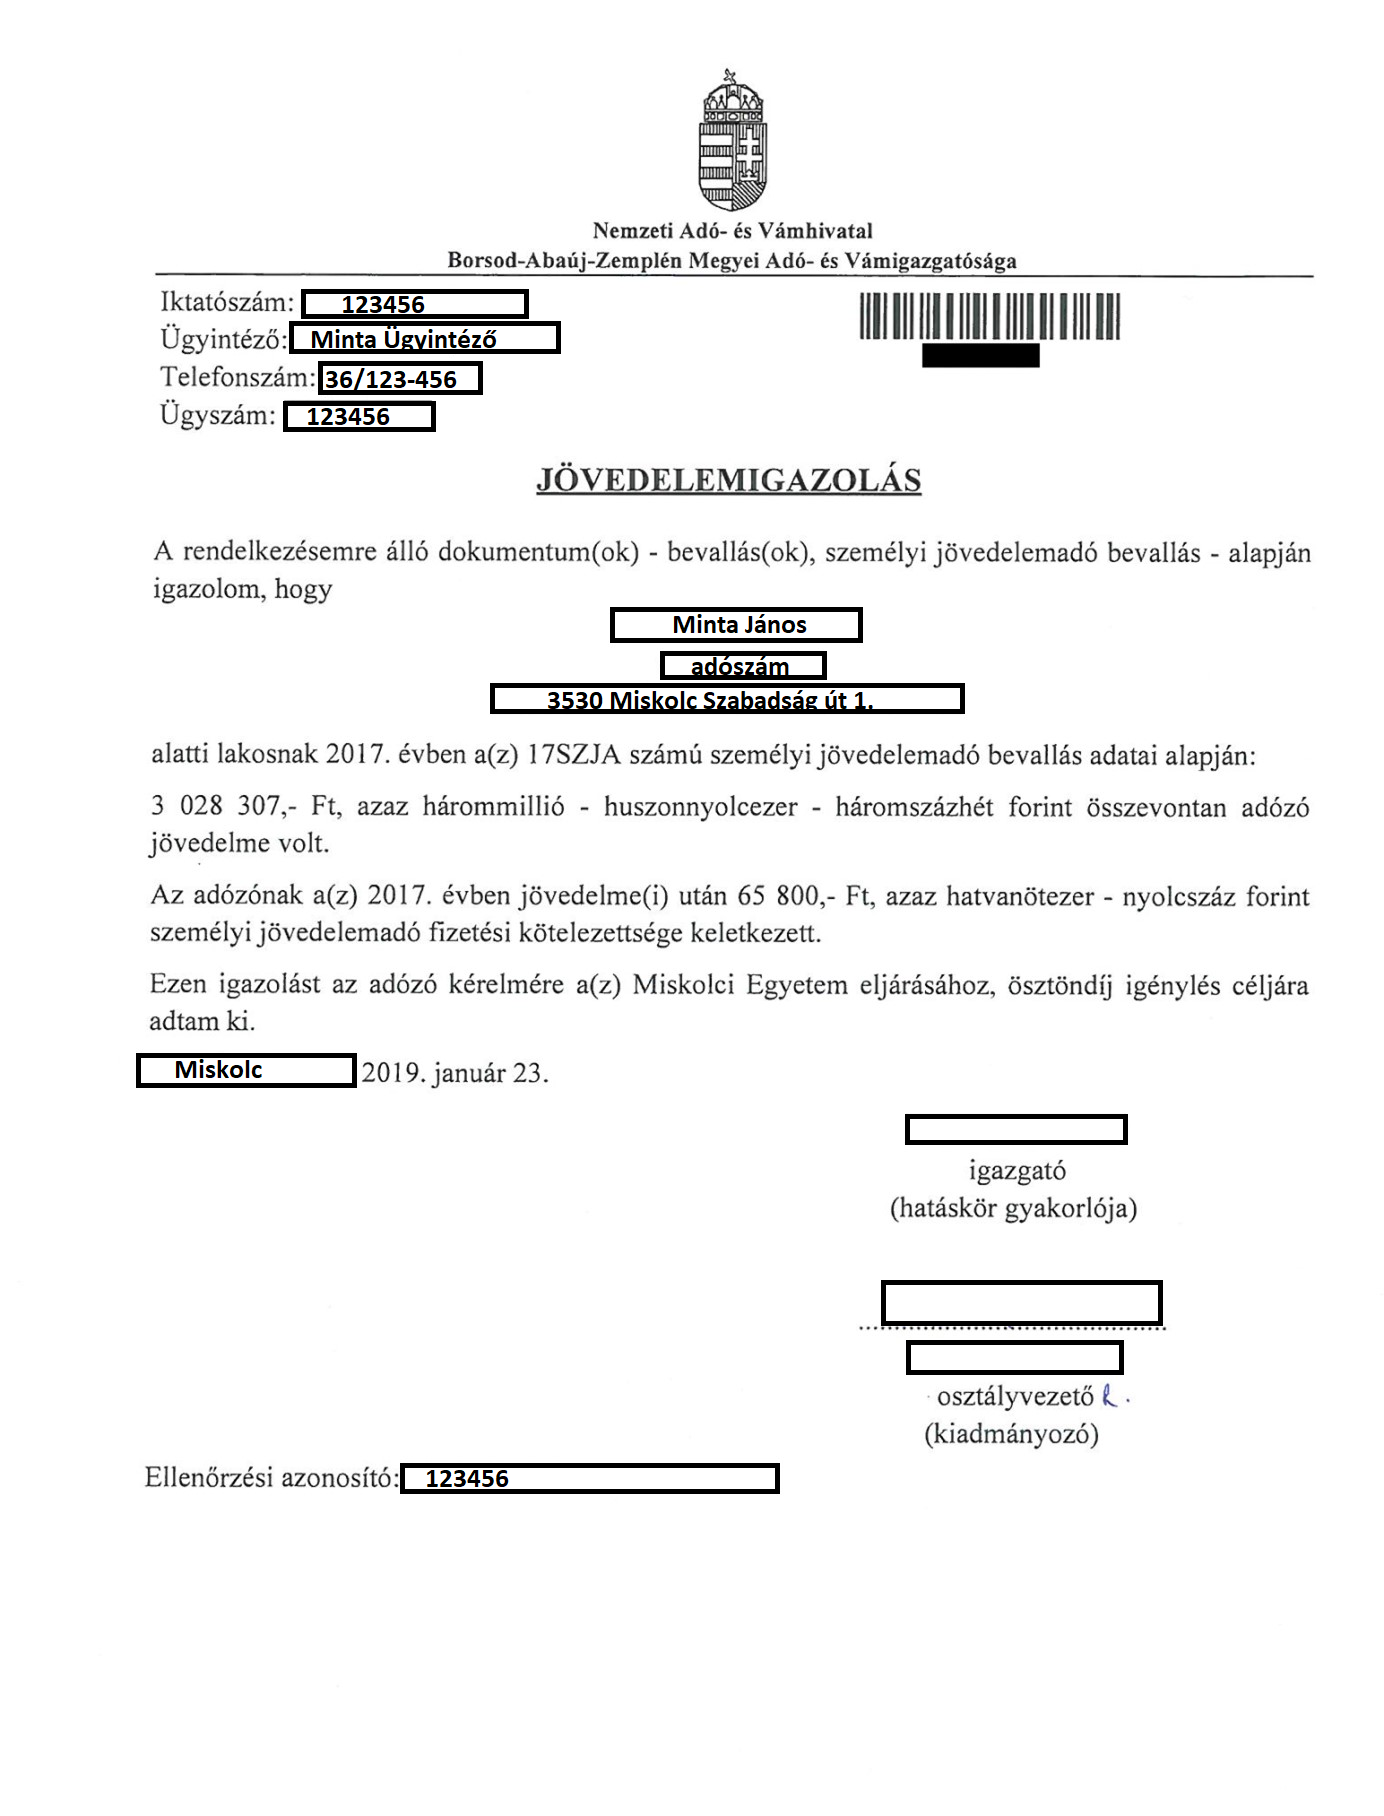 Nemzeti Adó- és Vámhivatal
Borsod-Abaúj-Zemplén Megyei Adó- és Vámigazgatósága
Iktatószám: 123456
Ügyintéző: Minta Ügyintéző
Telefonszám: 36/123-456
Ügyszám: 123456
JÖVEDELEMIGAZOLÁS
A rendelkezésemre álló dokumentum(ok) - bevallás(ok), személyi jövedelemadó bevallás - alapján
igazolom, hogy
Minta János
adószám
3530 Miskolc Szabadság út 1.
alatti lakosnak 2017. évben a(z) 17SZJA számú személyi jövedelemadó bevallás adatai alapján:
3 028 307,- Ft, azaz hárommillió - huszonnyolcezer - háromszázhét forint összevontan adózó
jövedelme volt.
Az adózónak a(z) 2017. évben jövedelme(i) után 65 800,- Ft, azaz hatvanötezer - nyolcszáz forint
személyi jövedelemadó fizetési kötelezettsége keletkezett.
Ezen igazolást az adózó kérelmére a(z) Miskolci Egyetem eljárásához, ösztöndíj igénylés céljára
adtam ki.
Miskolc 2019. január 23.
igazgató
(hatáskör gyakorlója)
osztályvezető
(kiadmányozó)
Ellenőrzési azonosító: 123456